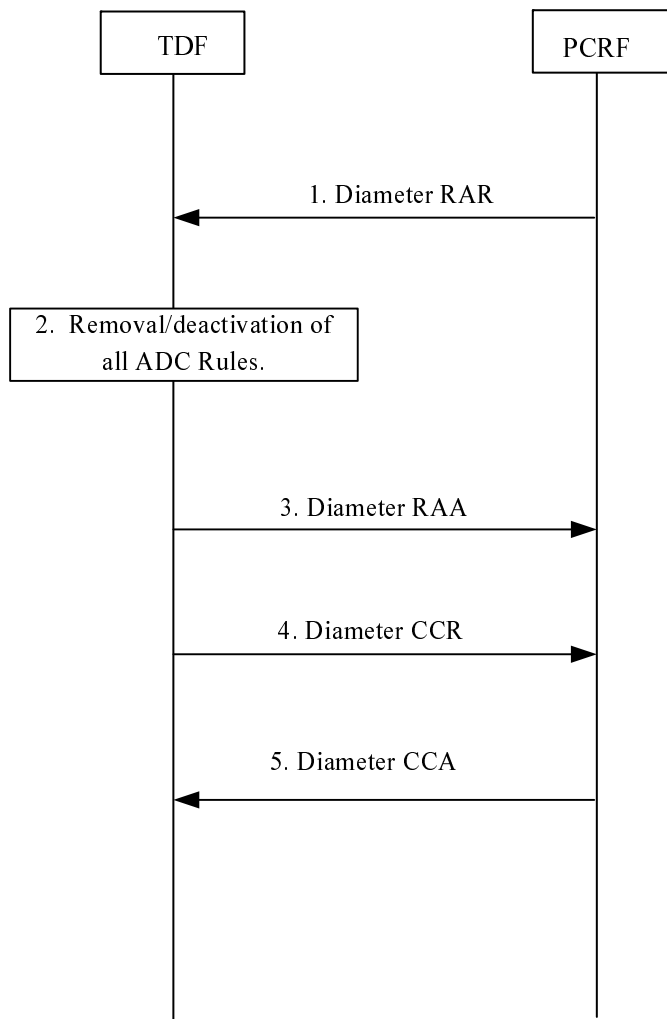 TDF
PCRF
1. Diameter RAR
2. Removal/deactivation of
all ADC Rules.
3. Diameter RAA
4. Diameter CCR
5. Diameter CCA